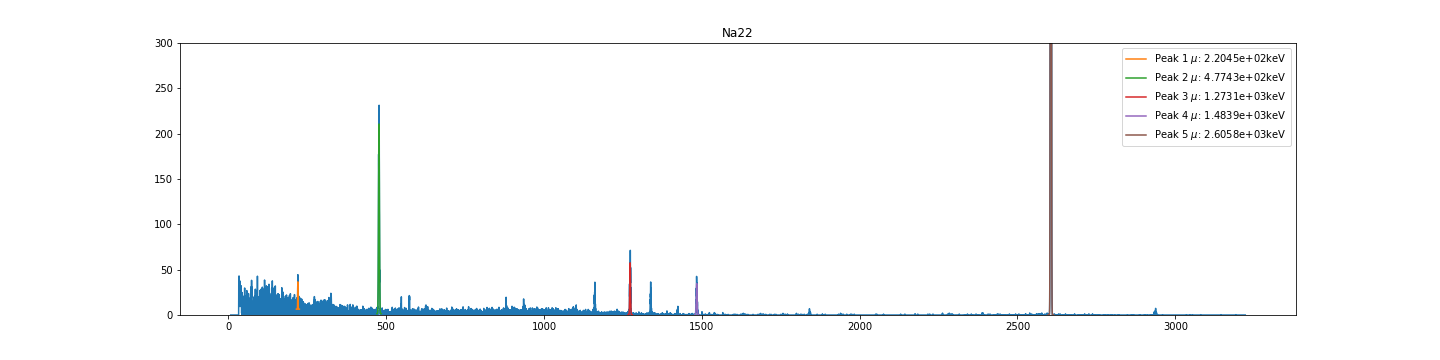 Na22
300
250
200
150
100
50
0
0 500 1000 1500 2000 2500 3000
Peak 1 μ: 2.2045e+02keV
Peak 2 μ: 4.7743e+02keV
Peak 3 μ: 1.2731e+03keV
Peak 4 μ: 1.4839e+03keV
Peak 5 μ: 2.6058e+03keV